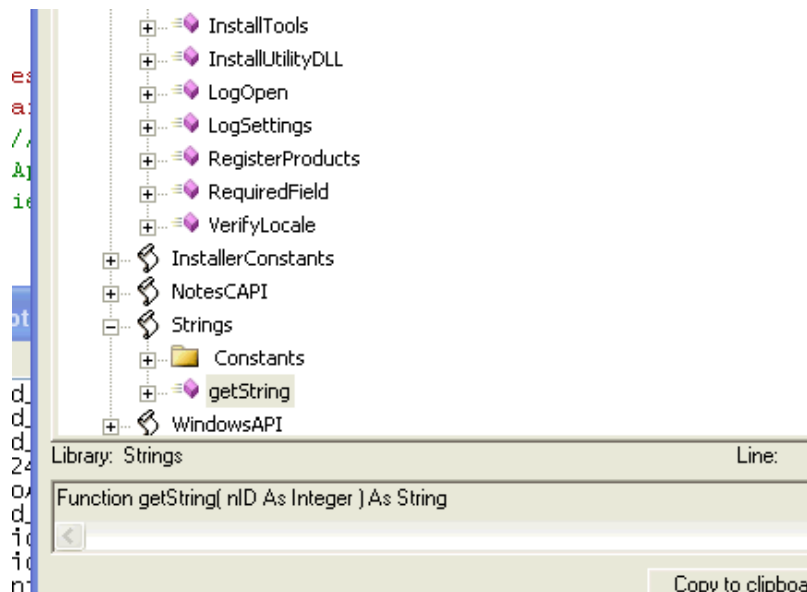 InstallTools
InstallUtilityDLL
LogOpen
LogSettings
RegisterProducts
RequiredField
VerifyLocale
InstallerConstants
NotesCAPI
Strings
Constants
getString
WindowsAPI
Library: Strings Line:
Function getString( nID As Integer ) As String
Copy to clipboa